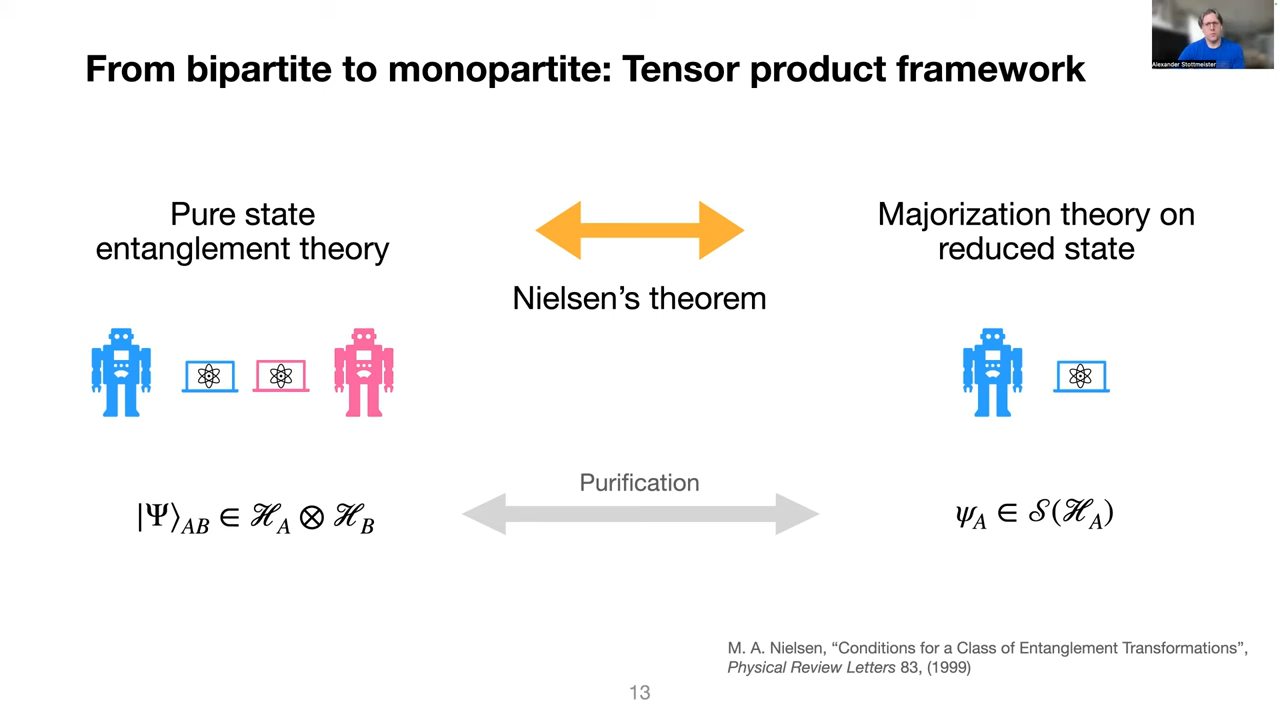 Alexander Stottmeister
From bipartite to monopartite: Tensor product framework
Pure state
entanglement theory
Nielsen's theorem
Majorization theory on
reduced state
Purification
|Ψ⟩_AB ∈ ℋ_A ⊗ ℋ_B
ψ_A ∈ 𝒮(ℋ_A)
M. A. Nielsen, “Conditions for a Class of Entanglement Transformations”,
Physical Review Letters 83, (1999)
13